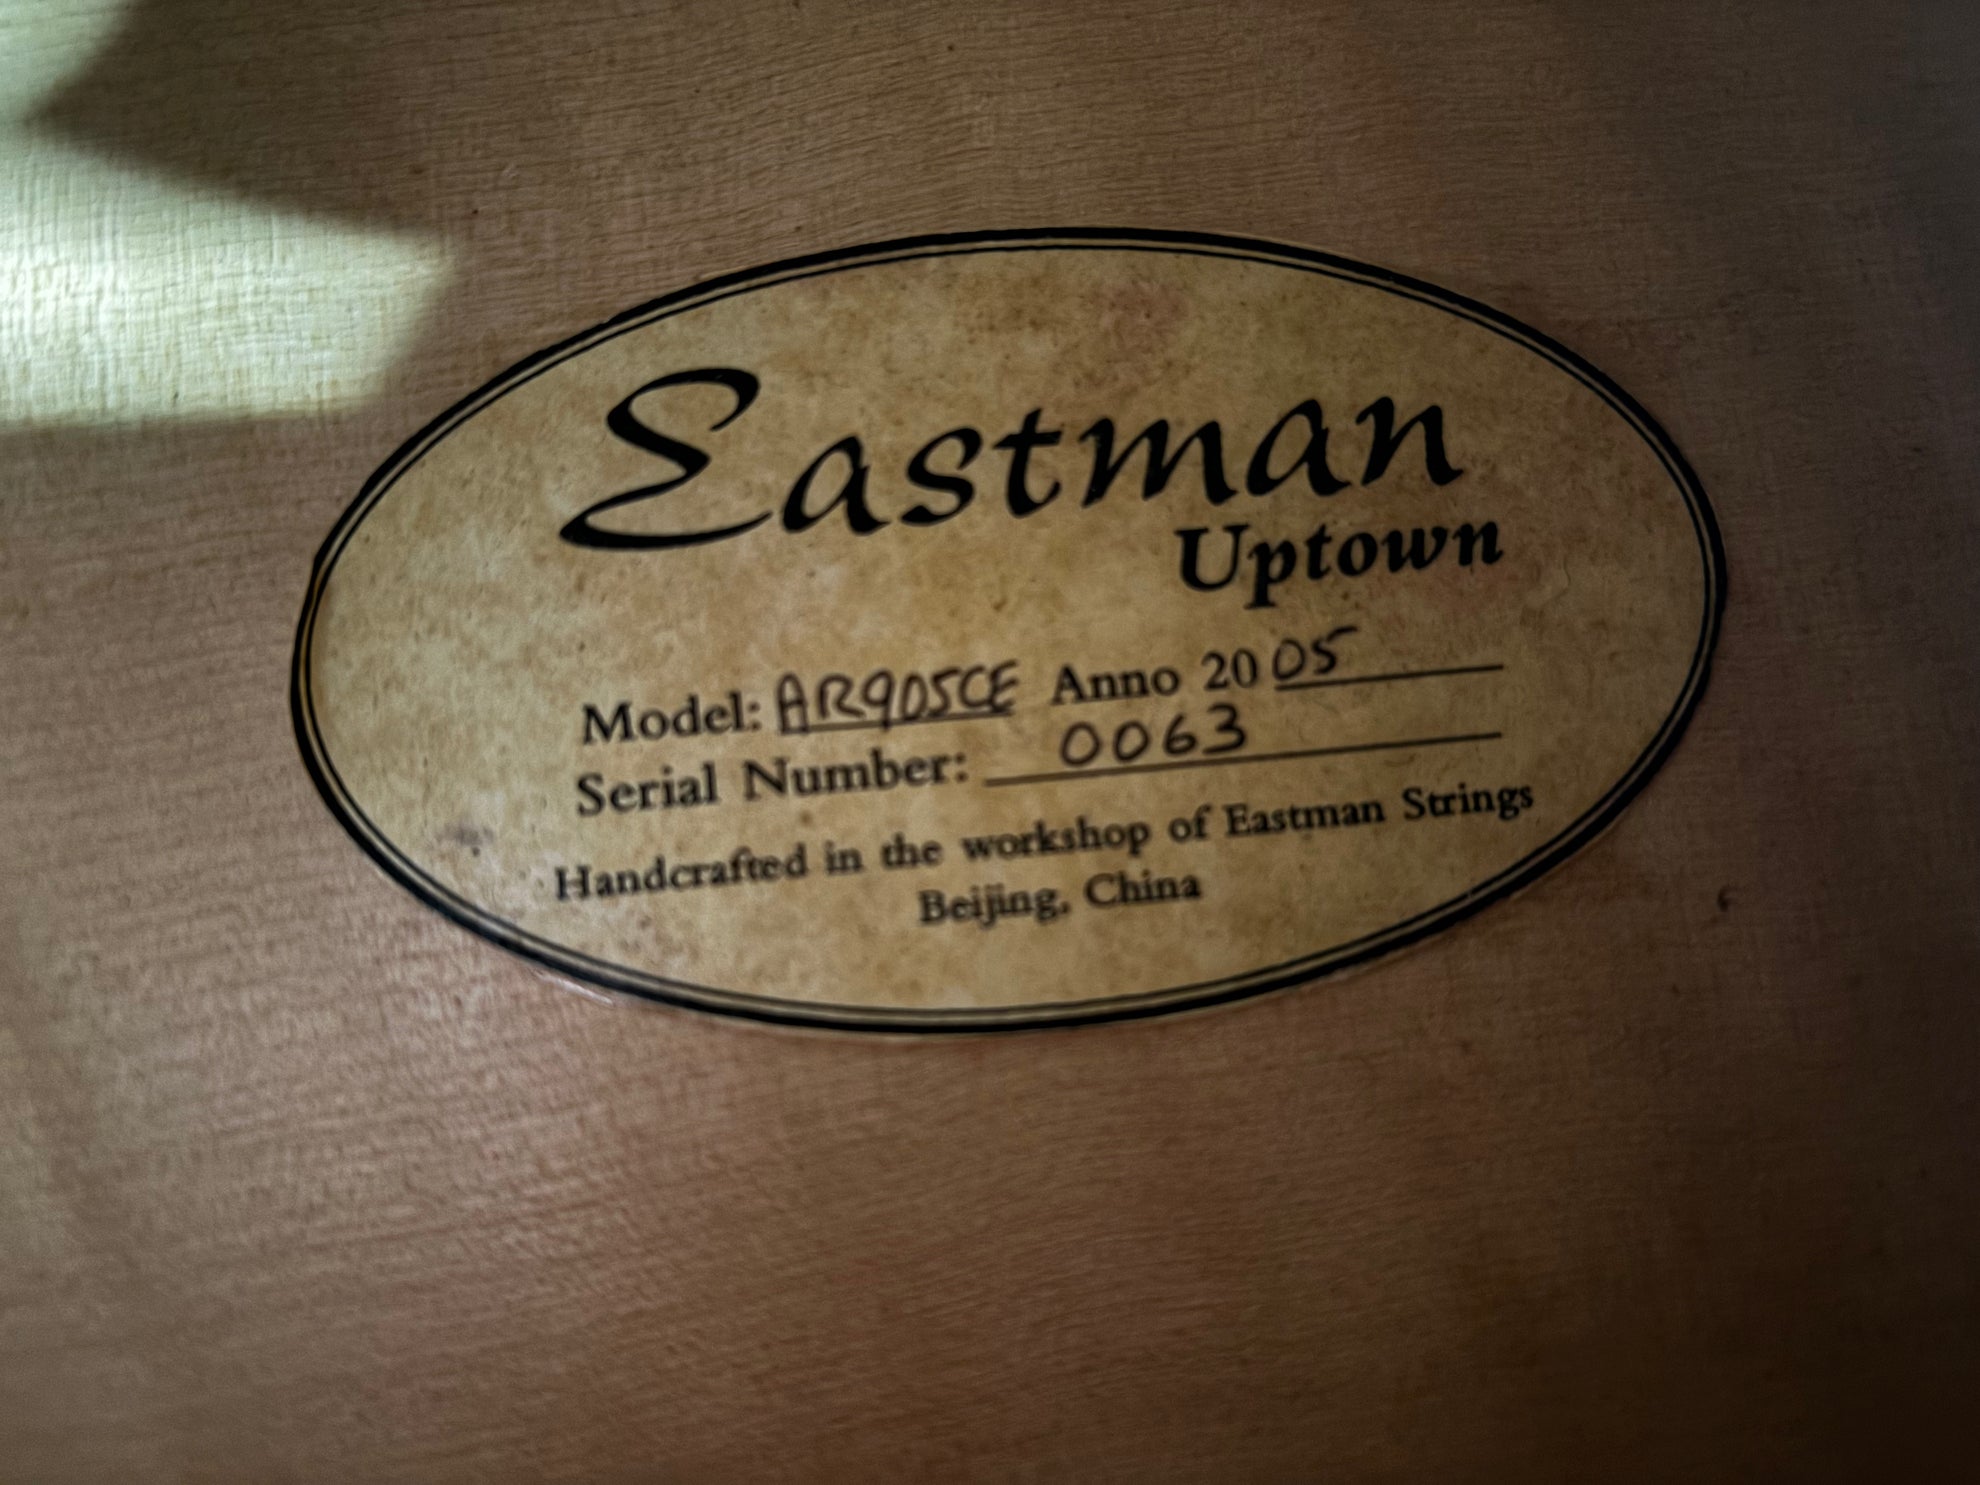 Eastman
Uptown
Model: AR905CE Anno 2005
Serial Number: 0063
Handcrafted in the workshop of Eastman Strings
Beijing, China